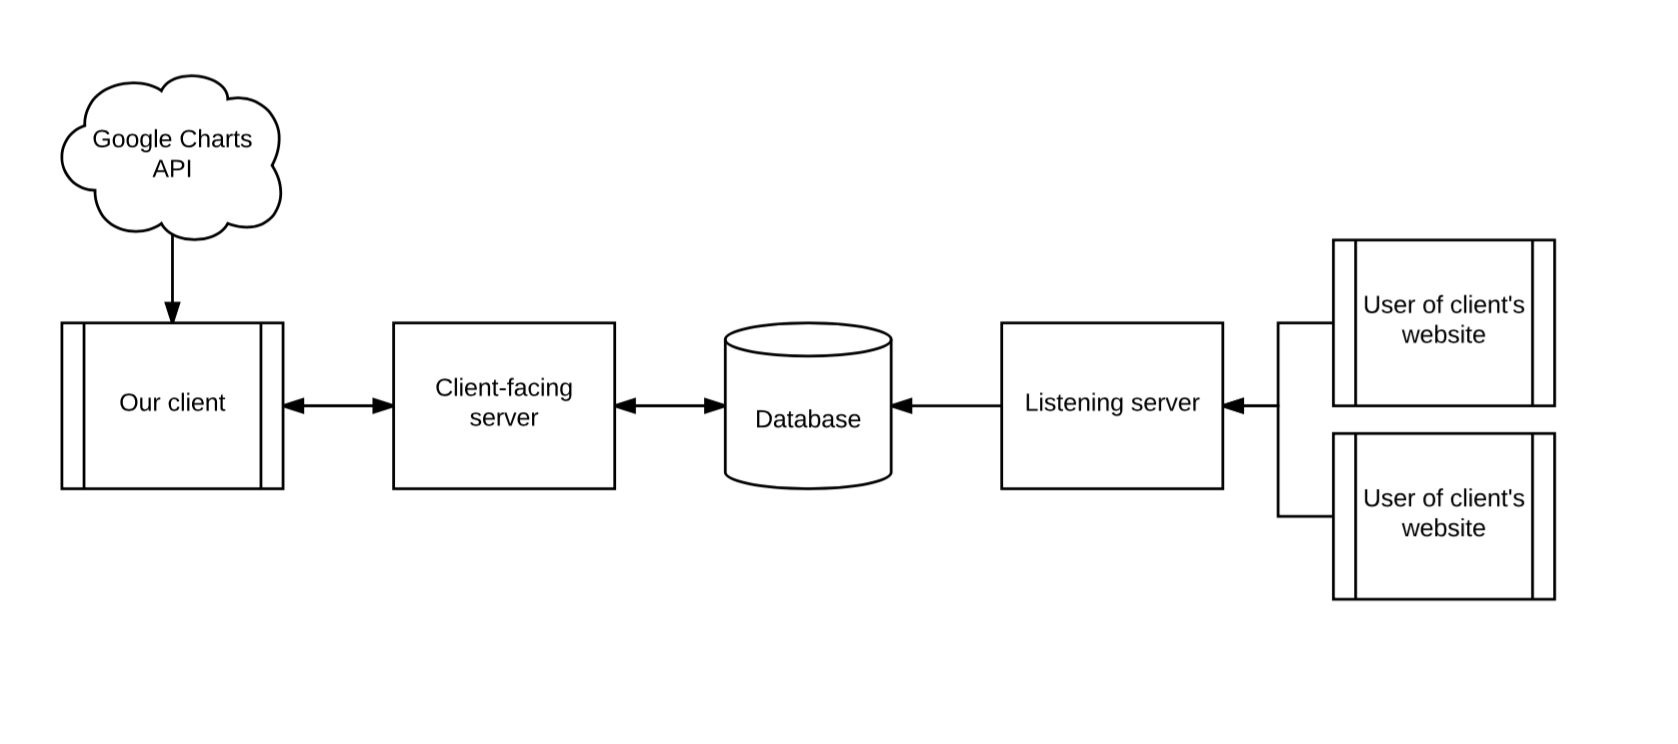 Google Charts
API
Our client
Client-facing
server
Database
Listening server
User of client's
website
User of client's
website